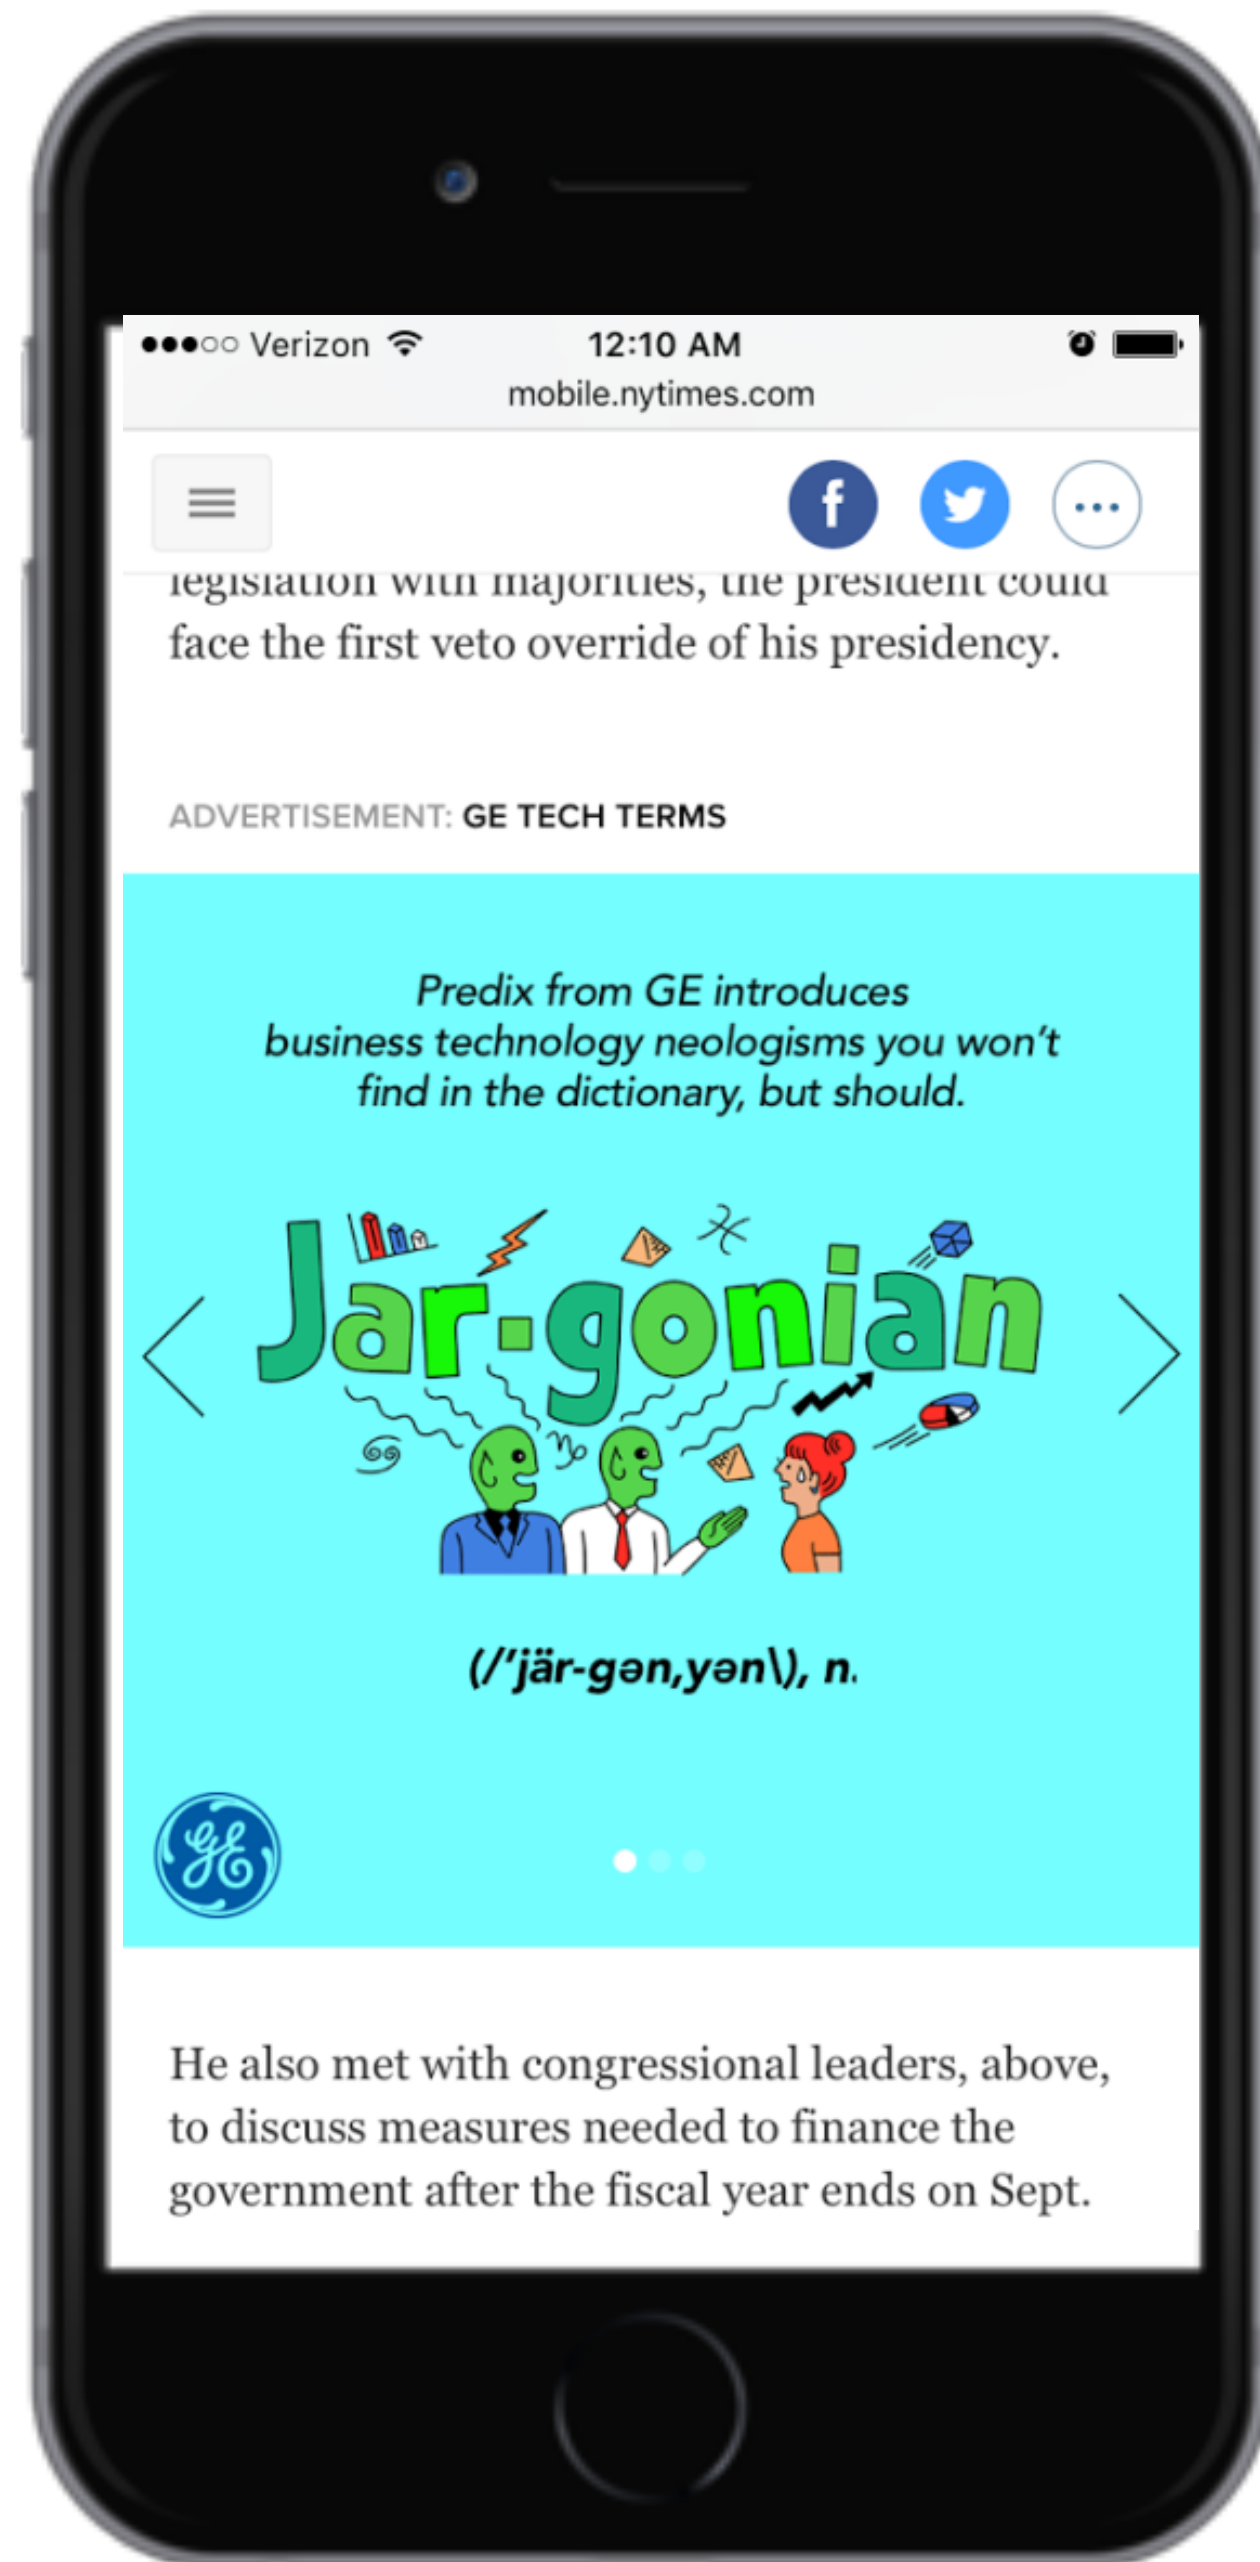 Verizon 12:10 AM
mobile.nytimes.com
f
legislation with majorities, the president could
face the first veto override of his presidency.
ADVERTISEMENT: GE TECH TERMS
Predix from GE introduces
business technology neologisms you won't
find in the dictionary, but should.
Jar-gonian
(/'jär-gən,yən\), n.
GE
He also met with congressional leaders, above,
to discuss measures needed to finance the
government after the fiscal year ends on Sept.